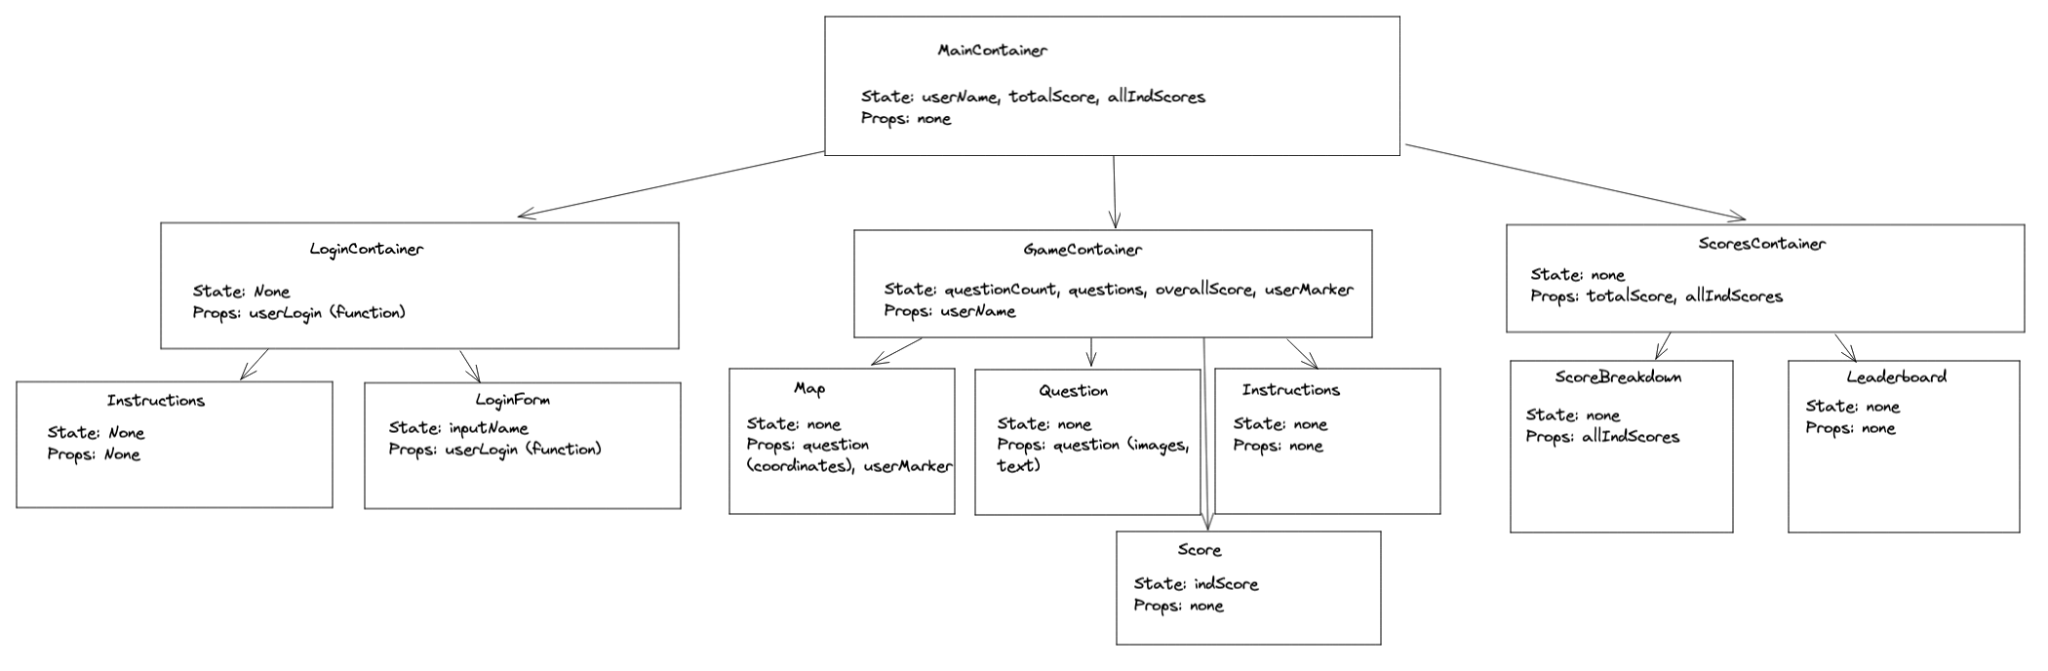 MainContainer
State: userName, totalScore, allIndScores
Props: none
LoginContainer
State: None
Props: userLogin (function)
GameContainer
State: questionCount, questions, overallScore, userMarker
Props: userName
ScoresContainer
State: none
Props: totalScore, allIndScores
Instructions
State: None
Props: None
LoginForm
State: inputName
Props: userLogin (function)
Map
State: none
Props: question
(coordinates), userMarker
Question
State: none
Props: question (images,
text)
Instructions
State: none
Props: none
Score
State: indScore
Props: none
ScoreBreakdown
State: none
Props: allIndScores
Leaderboard
State: none
Props: none